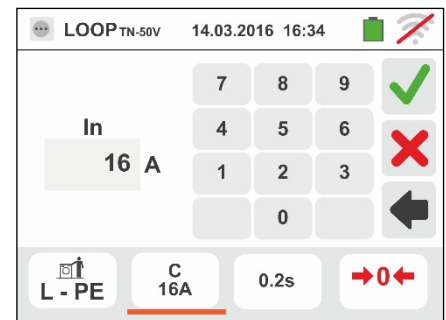 LOOP TN-50V 14.03.2016 16:34
7 8 9
In
4 5 6
16 A
1 2 3
0
L - PE
C
16A
0.2s
0